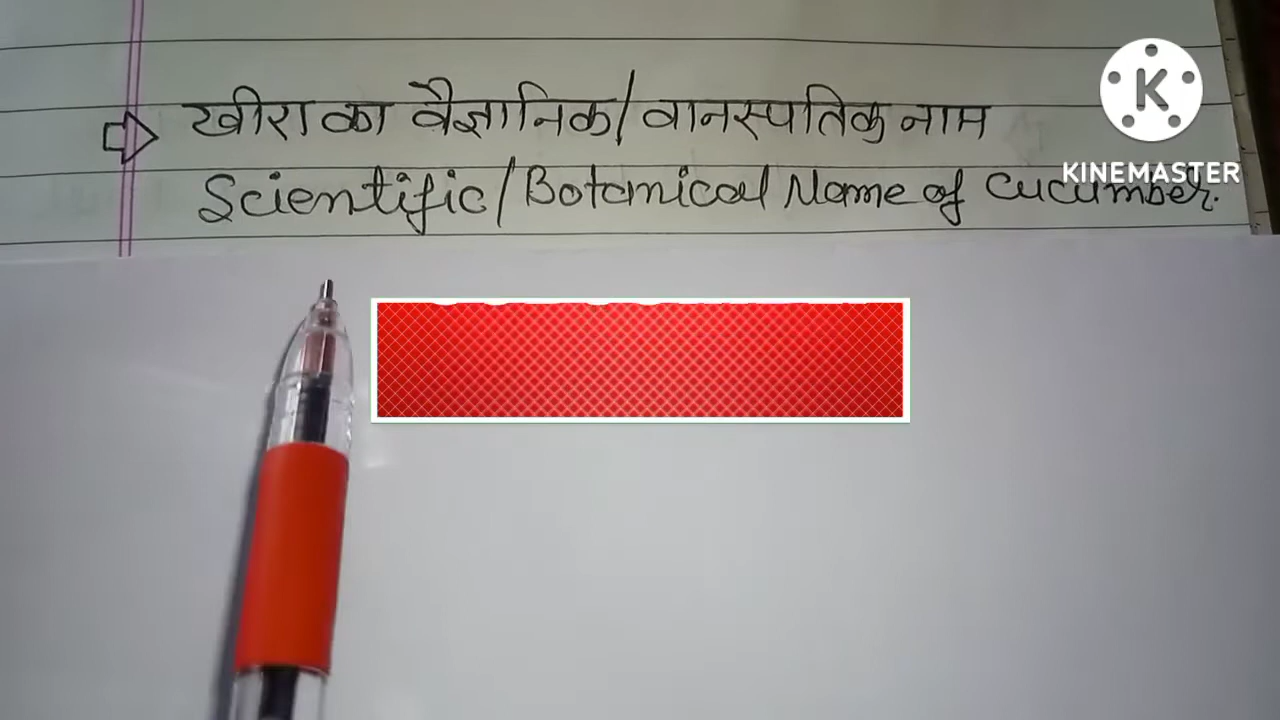 खीरा का वैज्ञानिक/वानस्पतिक नाम
Scientific/Botanical Name of Cucumber.
K
KINEMASTER